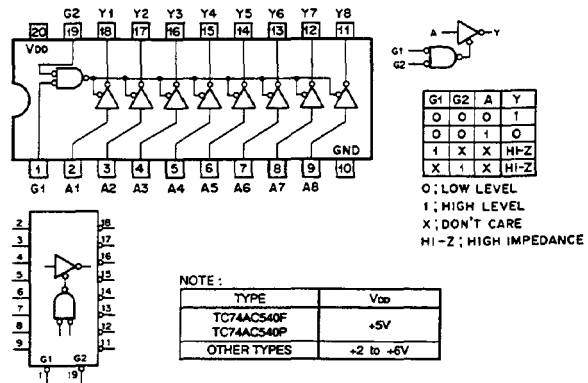 G2 Y1 Y2 Y3 Y4 Y5 Y6 Y7 Y8
20 19 18 17 16 15 14 13 12 11
VDD
GND
1 2 3 4 5 6 7 8 9 10
G1 A1 A2 A3 A4 A5 A6 A7 A8
A Y
G1
G2
G1 G2 A Y
0 0 0 1
0 0 1 0
1 X X HI-Z
X 1 X HI-Z
0; LOW LEVEL
1; HIGH LEVEL
X; DON'T CARE
HI-Z; HIGH IMPEDANCE
2 18
3 17
4 16
5 15
6 14
7 13
8 12
9 11
G1 G2
1 19
NOTE:
TYPE VDD
TC74AC540F
TC74AC540P +5V
OTHER TYPES +2 to +6V